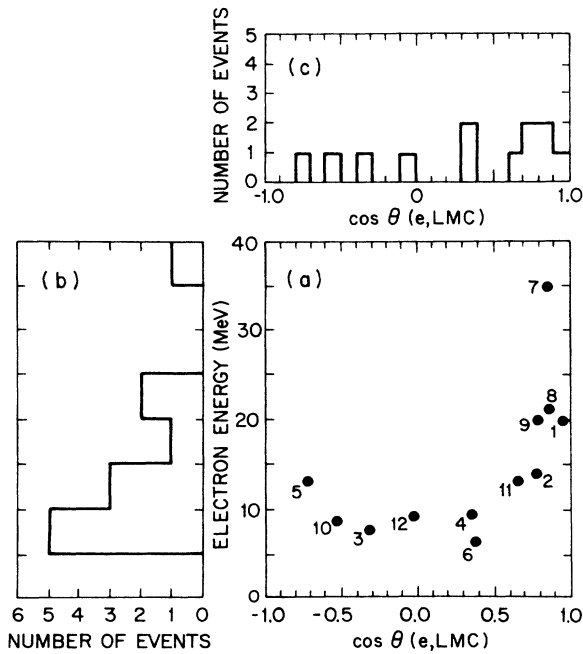 NUMBER OF EVENTS
5
4
3
2
1
0
(c)
-1.0
0
1.0
cos θ (e,LMC)
(b)
6 5 4 3 2 1 0
NUMBER OF EVENTS
ELECTRON ENERGY (MeV)
40
30
20
10
0
(a)
7
8
9
1
5
11
2
10
3
12
4
6
-1.0 -0.5 0.0 0.5 1.0
cos θ (e,LMC)